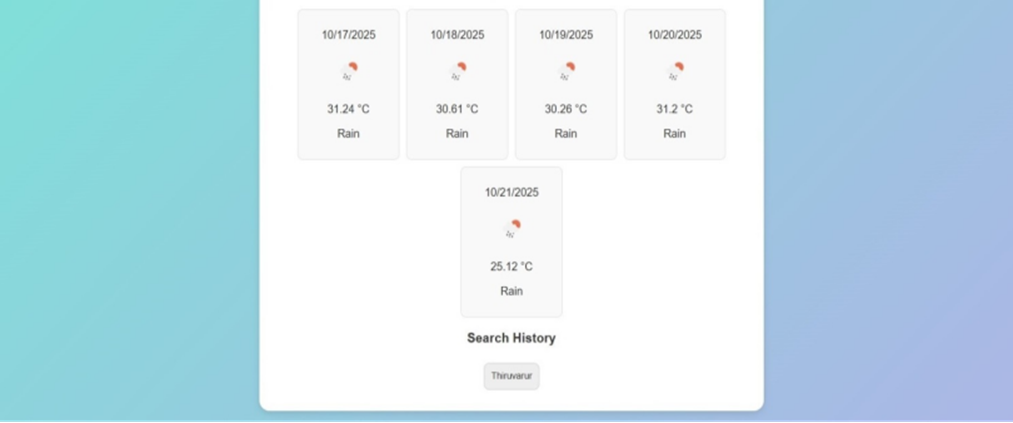 10/17/2025 10/18/2025 10/19/2025 10/20/2025
31.24 °C 30.61 °C 30.26 °C 31.2 °C
Rain Rain Rain Rain
10/21/2025
25.12 °C
Rain
Search History
Thiruvarur